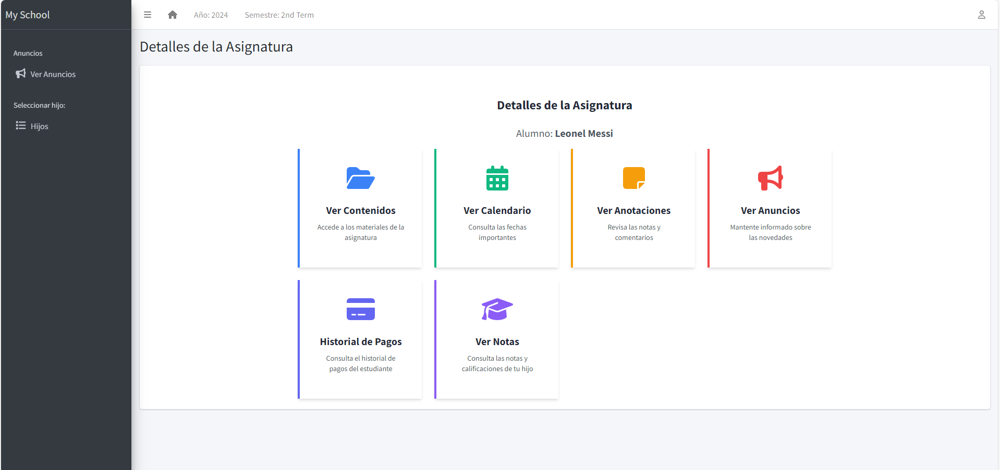 My School
Año: 2024
Semestre: 2nd Term
Anuncios
Ver Anuncios
Seleccionar hijo:
Hijos
Detalles de la Asignatura
Detalles de la Asignatura
Alumno: Leonel Messi
Ver Contenidos
Accede a los materiales de la
asignatura
Ver Calendario
Consulta las fechas
importantes
Ver Anotaciones
Revisa las notas y
comentarios
Ver Anuncios
Mantente informado sobre
las novedades
Historial de Pagos
Consulta el historial de
pagos del estudiante
Ver Notas
Consulta las notas y
calificaciones de tu hijo